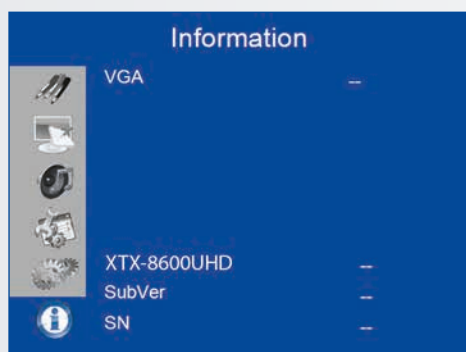 Information
VGA --
XTX-8600UHD --
SubVer --
SN --